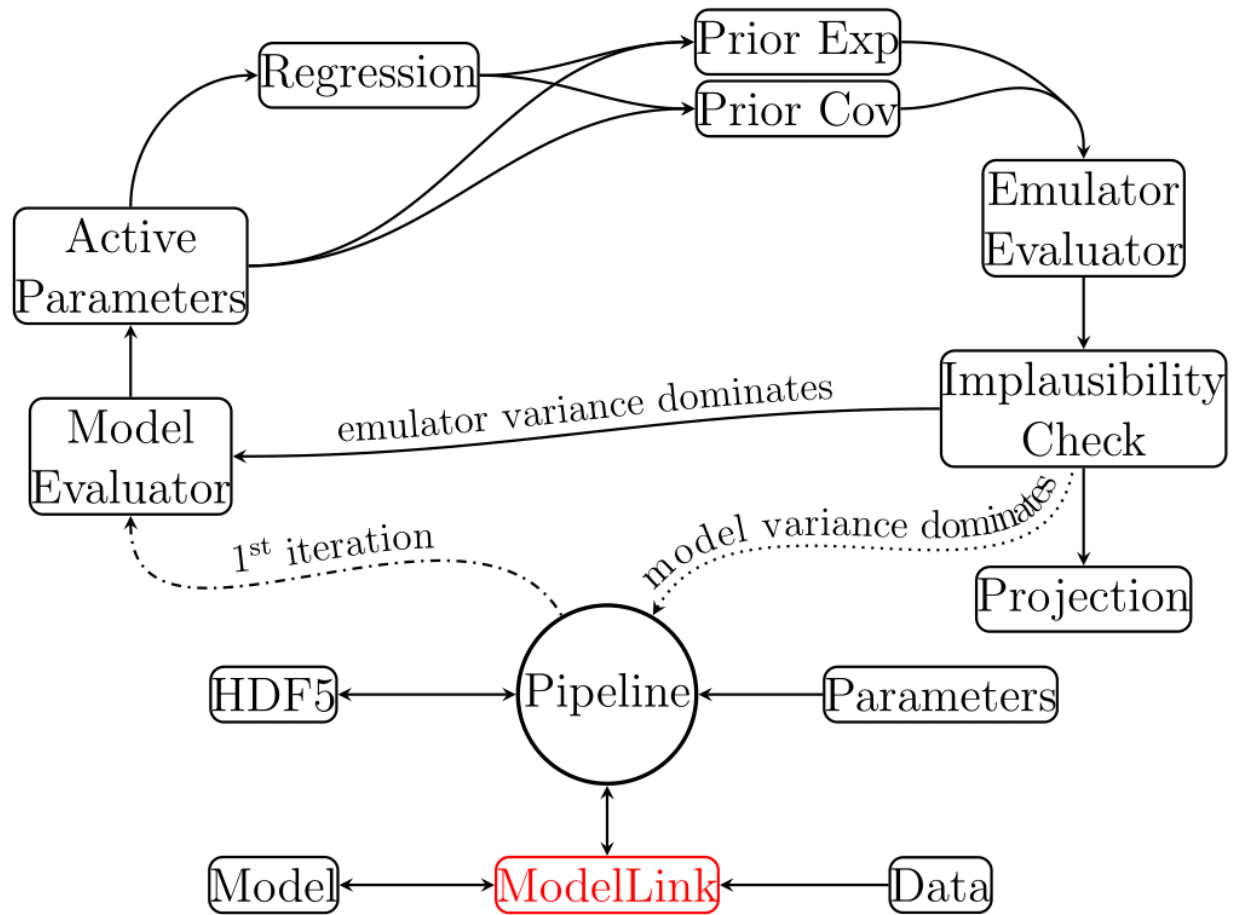 Prior Exp
Regression
Prior Cov
Emulator
Evaluator
Active
Parameters
Implausibility
Check
emulator variance dominates
Model
Evaluator
model variance dominates
1st iteration
Projection
HDF5
Pipeline
Parameters
Model
ModelLink
Data